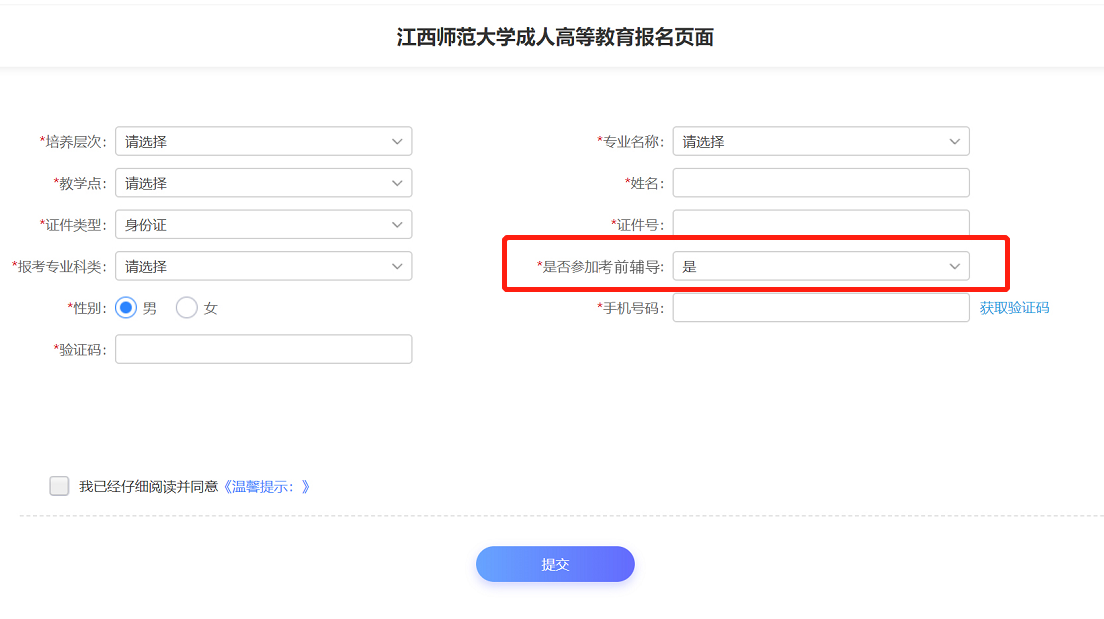 江西师范大学成人高等教育报名页面
*培养层次： 请选择 *专业名称： 请选择
*教学点： 请选择 *姓名：
*证件类型： 身份证 *证件号：
*报考专业科类： 请选择 *是否参加考前辅导： 是
*性别： 男 女 *手机号码： 获取验证码
*验证码：
我已经仔细阅读并同意《温馨提示：》
提交